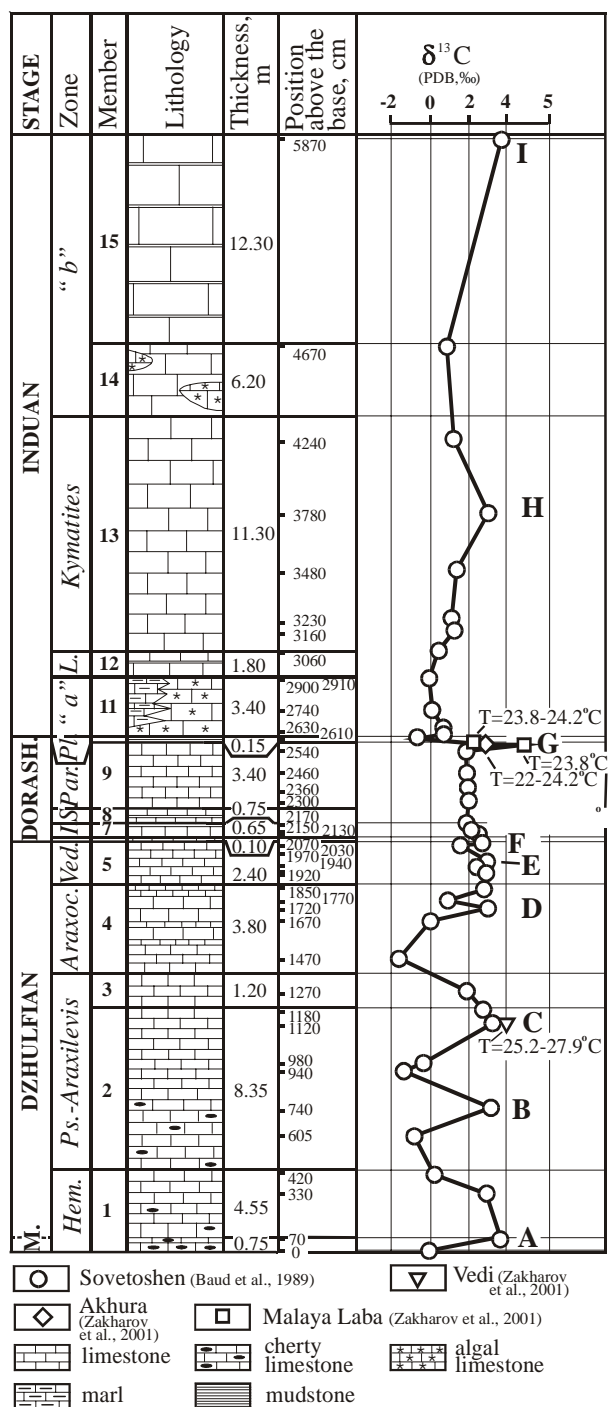 STAGE
Zone
Member
Lithology
Thickness, m
Position above the base, cm
δ¹³C
(PDB,‰)
-2 0 2 4 5
INDUAN
DORASH.
DZHULFIAN
M.
"b"
Kymatites
L.
"a"
Pl.
Par.
IS
Ved.
Araxoc.
Ps.-Araxilevis
Hem.
15
14
13
12
11
9
8
7
5
4
3
2
1
12.30
6.20
11.30
1.80
3.40
0.15
3.40
0.75
0.65
0.10
2.40
3.80
1.20
8.35
4.55
0.75
5870
4670
4240
3780
3480
3230
3160
3060
2900 2910
2740
2630 2610
2540
2460
2360
2300
2170
2150 2130
2070 2030
1970 1940
1920
1850 1770
1720
1670
1470
1270
1180
1120
980
940
740
605
420
330
70
0
I
H
T=23.8-24.2°C
G
T=23.8°C
T=22-24.2°C
°
F
E
D
C
T=25.2-27.9°C
B
A
Sovetoshen (Baud et al., 1989)
Vedi (Zakharov et al., 2001)
Akhura (Zakharov et al., 2001)
Malaya Laba (Zakharov et al., 2001)
limestone
cherty limestone
algal limestone
marl
mudstone